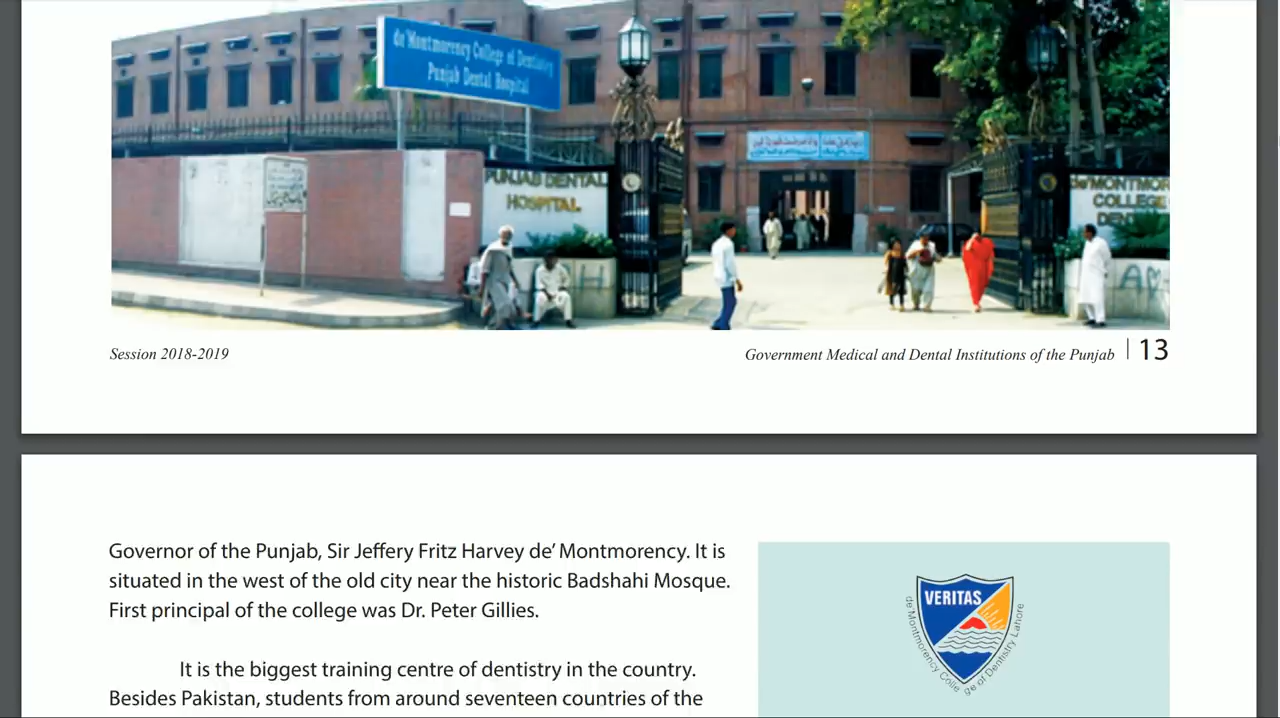 de'Montmorency College of Dentistry
Punjab Dental Hospital
PUNJAB DENTAL
HOSPITAL
de'MONTMOR
COLLEGE
DEN
H
AM
Session 2018-2019
Government Medical and Dental Institutions of the Punjab | 13
Governor of the Punjab, Sir Jeffery Fritz Harvey de’ Montmorency. It is
situated in the west of the old city near the historic Badshahi Mosque.
First principal of the college was Dr. Peter Gillies.
It is the biggest training centre of dentistry in the country.
Besides Pakistan, students from around seventeen countries of the
VERITAS
de'Montmorency College of Dentistry Lahore